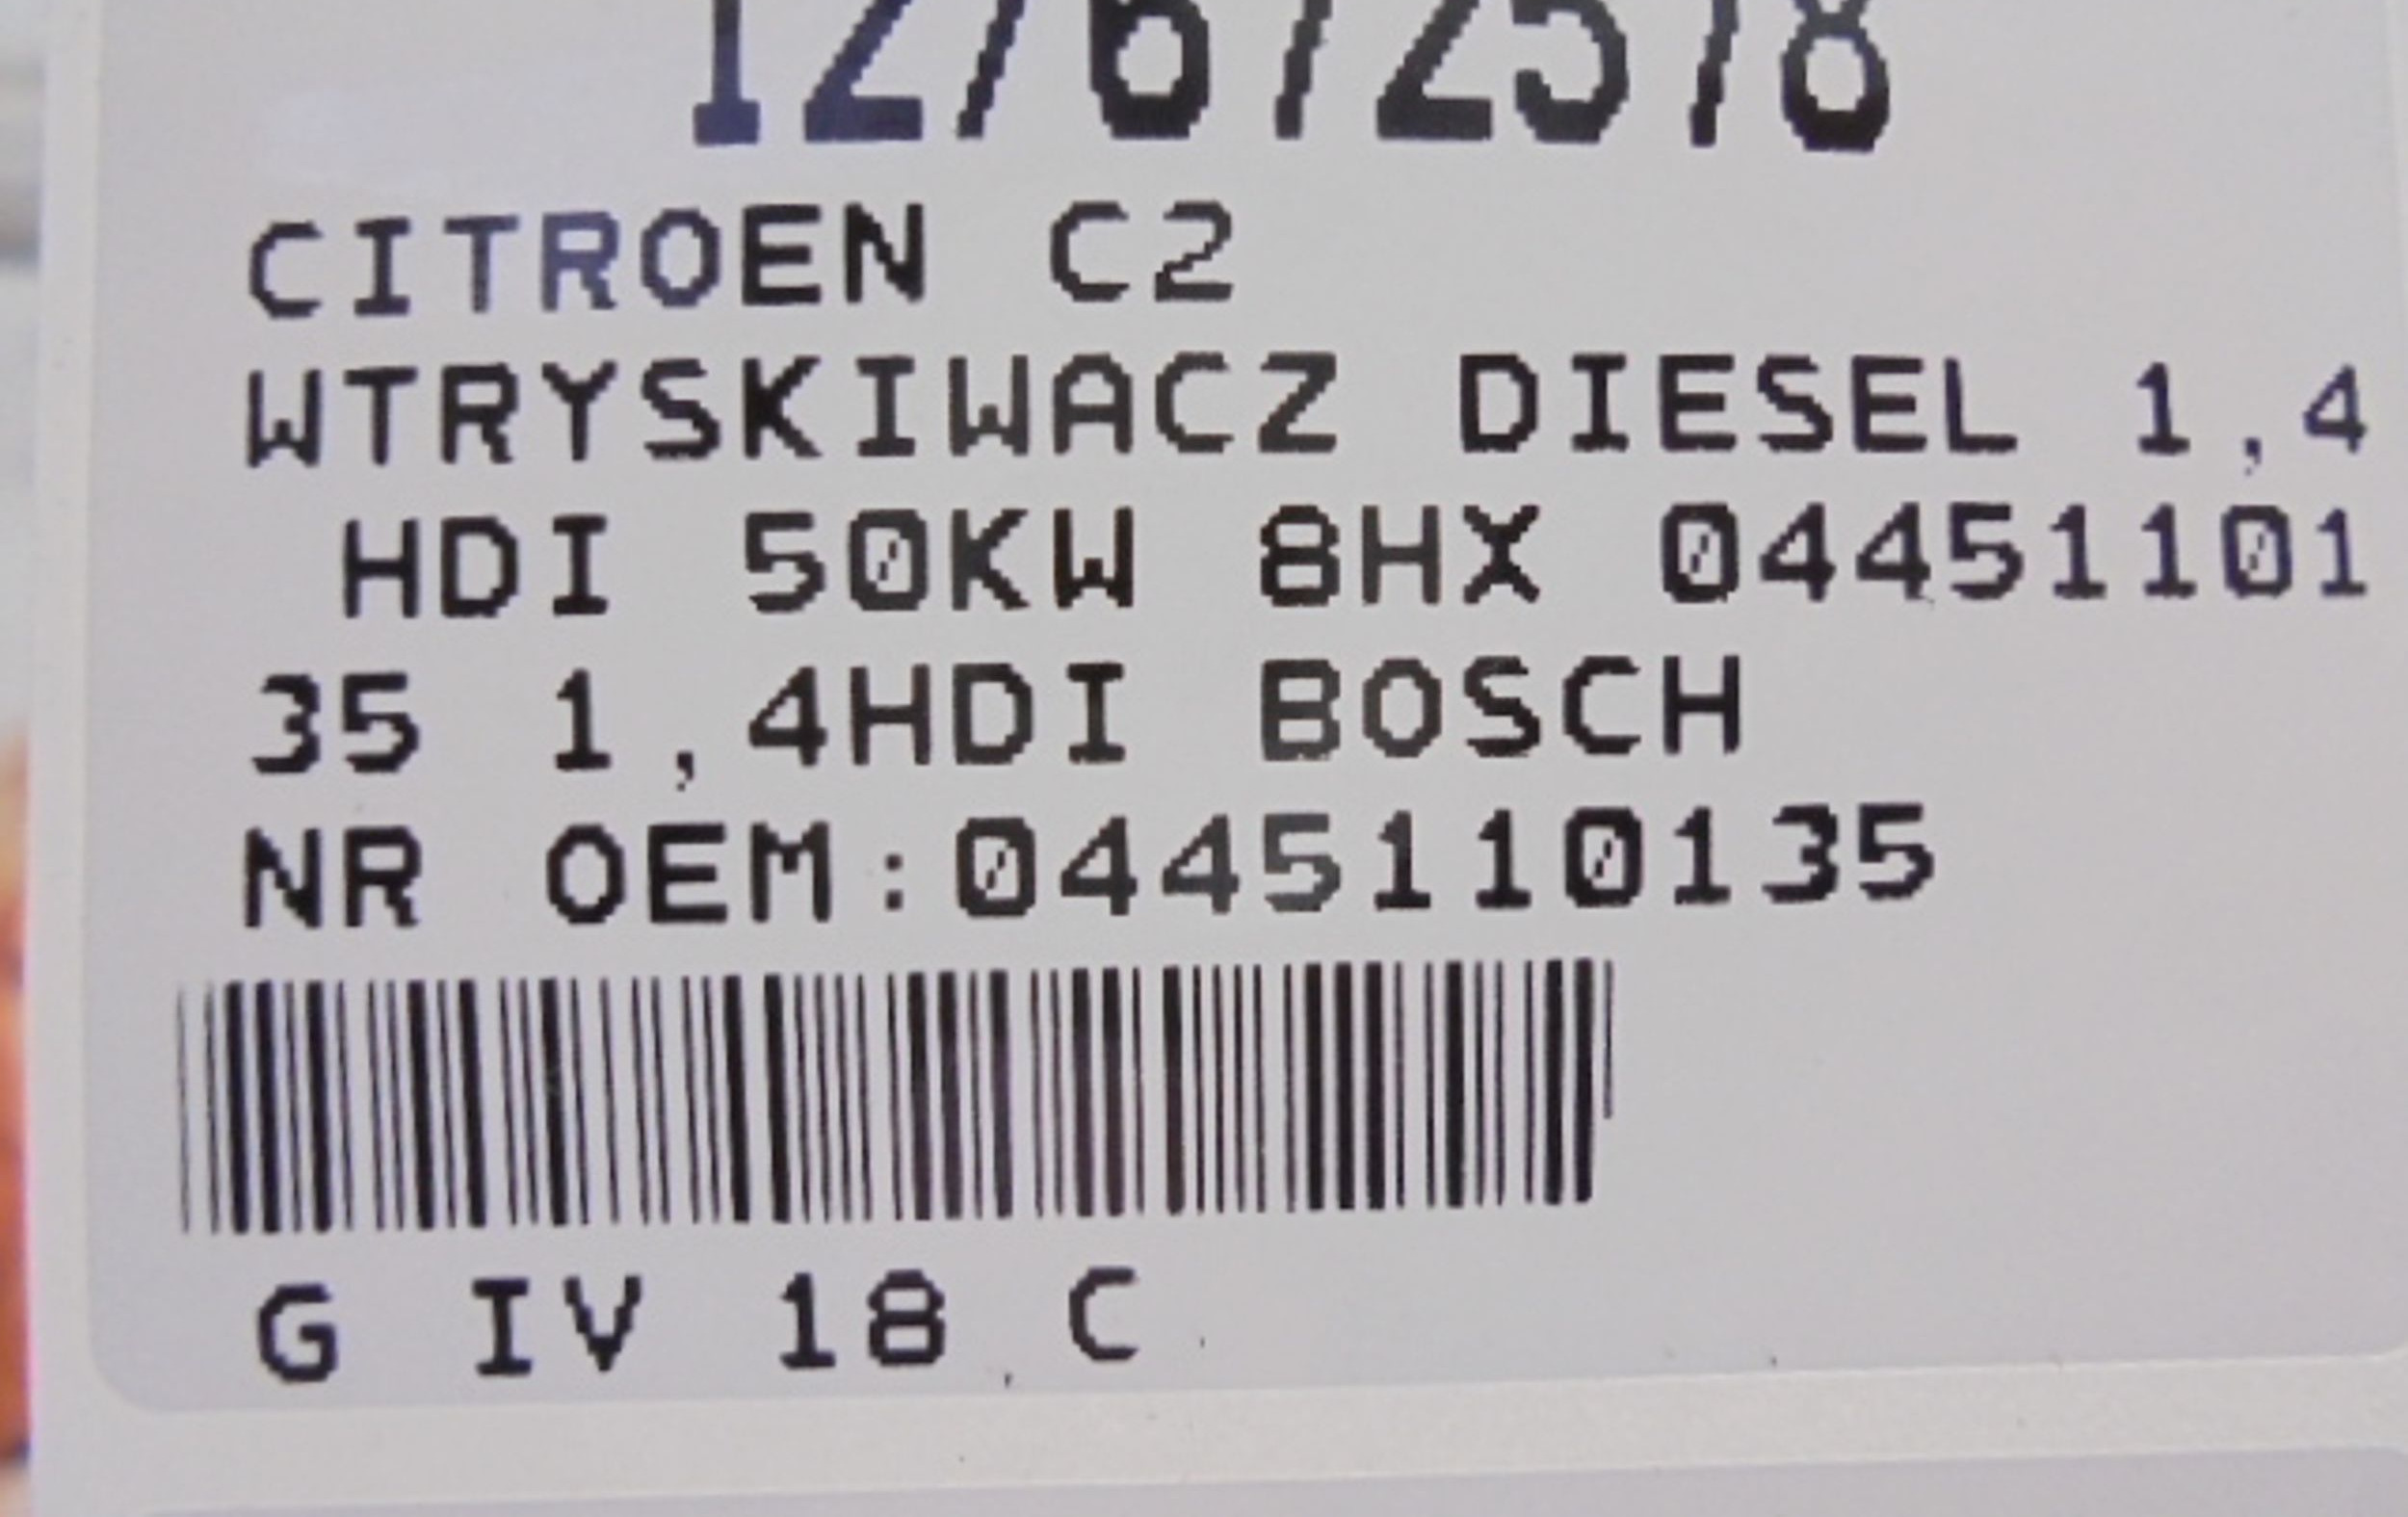 CITROEN C2
WTRYSKIWACZ DIESEL 1,4
HDI 50KW 8HX 04451101
35 1,4HDI BOSCH
NR OEM:0445110135
G IV 18 C